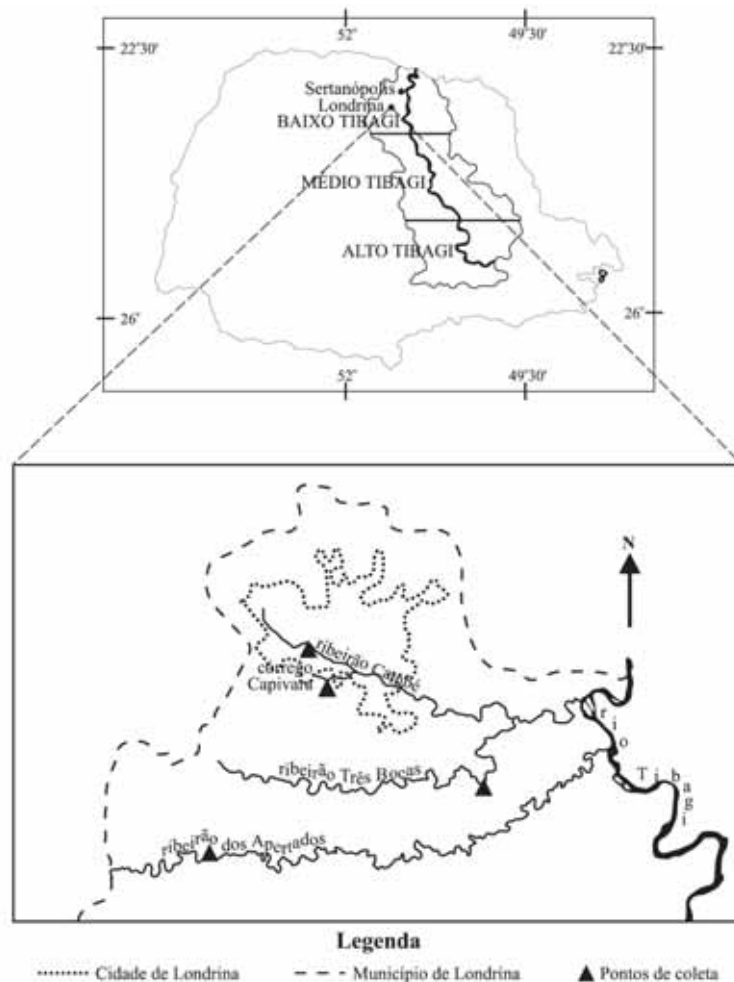 52
49°30'
22°30'
22°30'
Sertanópolis
Londrina
BAIXO TIBAGI
MÉDIO TIBAGI
ALTO TIBAGI
26°
26°
52
49°30'
N
ribeirão Cambé
córrego
Capivara
rio Tibagi
ribeirão Três Bocas
ribeirão dos Apertados
Legenda
Cidade de Londrina
Município de Londrina
Pontos de coleta